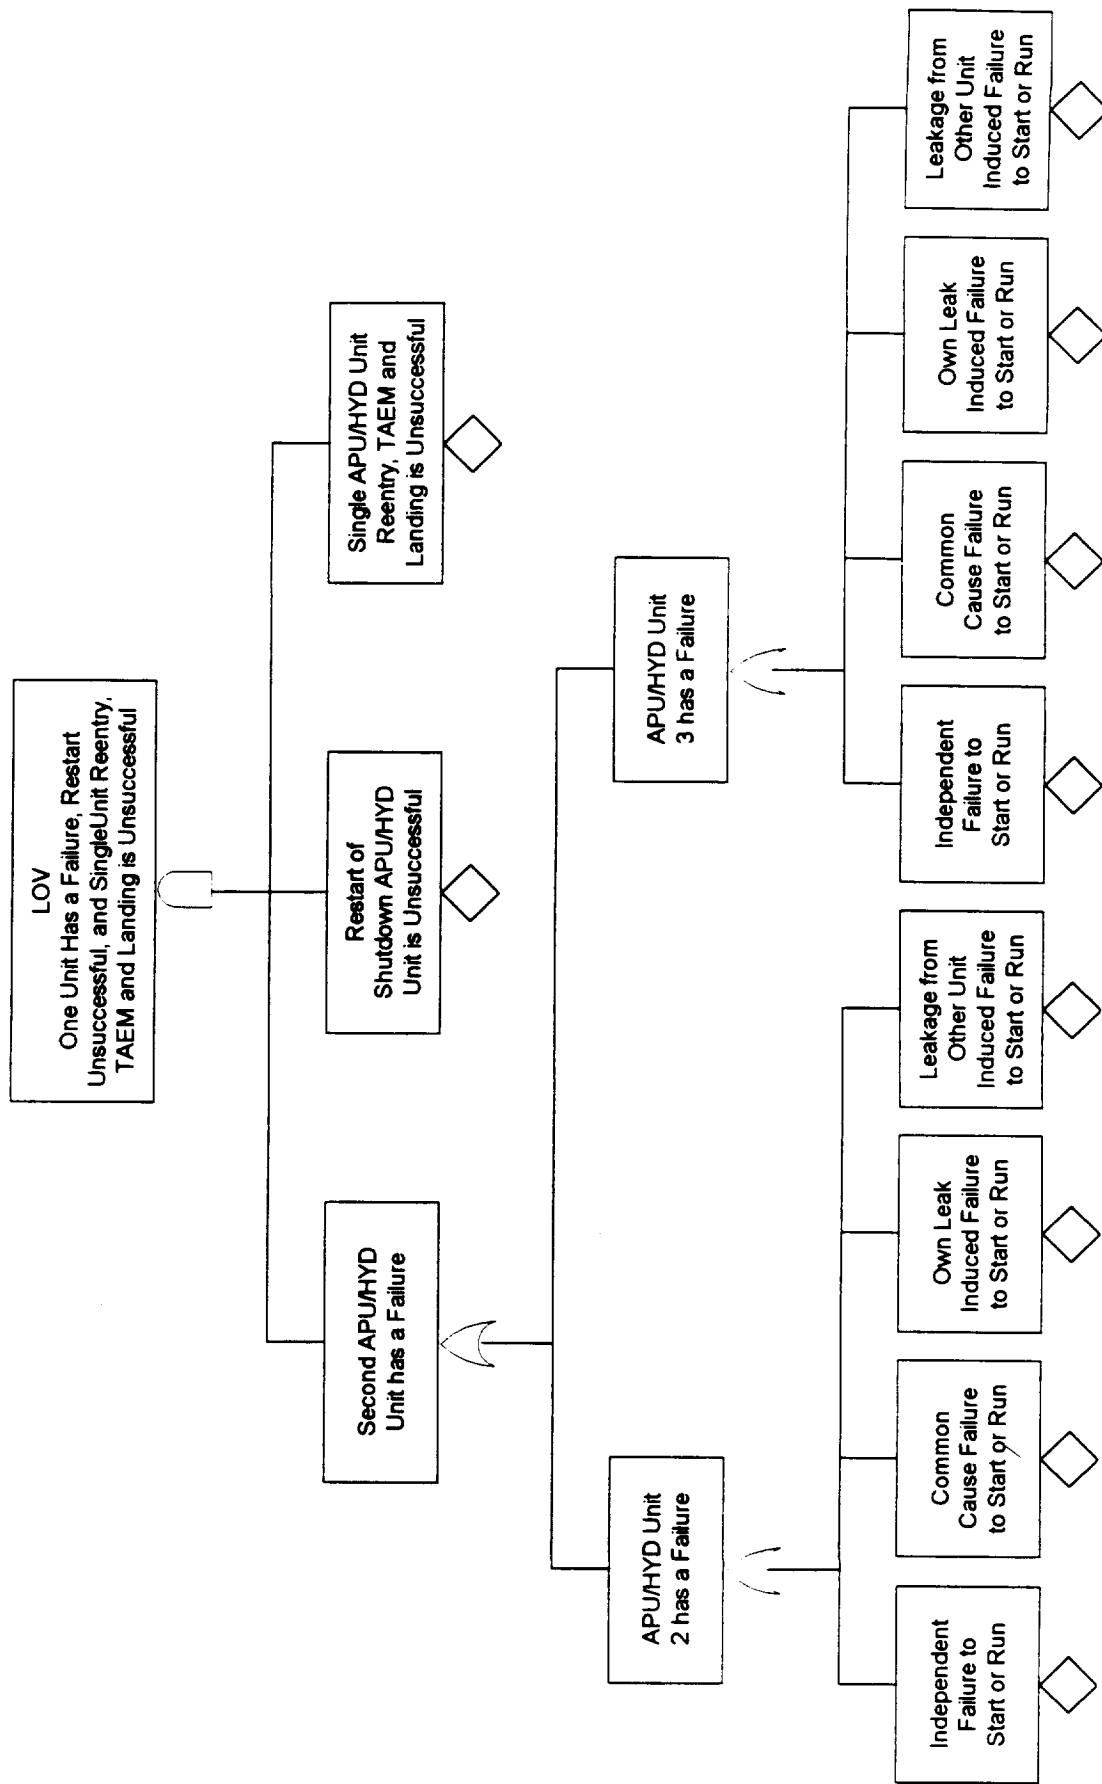 LOV
One Unit Has a Failure, Restart
Unsuccessful, and SingleUnit Reentry,
TAEM and Landing is Unsuccessful
Second APU/HYD
Unit has a Failure
Restart of
Shutdown APU/HYD
Unit is Unsuccessful
Single APU/HYD Unit
Reentry, TAEM and
Landing is Unsuccessful
APU/HYD Unit
2 has a Failure
APU/HYD Unit
3 has a Failure
Independent
Failure to
Start or Run
Common
Cause Failure
to Start or Run
Own Leak
Induced Failure
to Start or Run
Leakage from
Other Unit
Induced Failure
to Start or Run
Independent
Failure to
Start or Run
Common
Cause Failure
to Start or Run
Own Leak
Induced Failure
to Start or Run
Leakage from
Other Unit
Induced Failure
to Start or Run